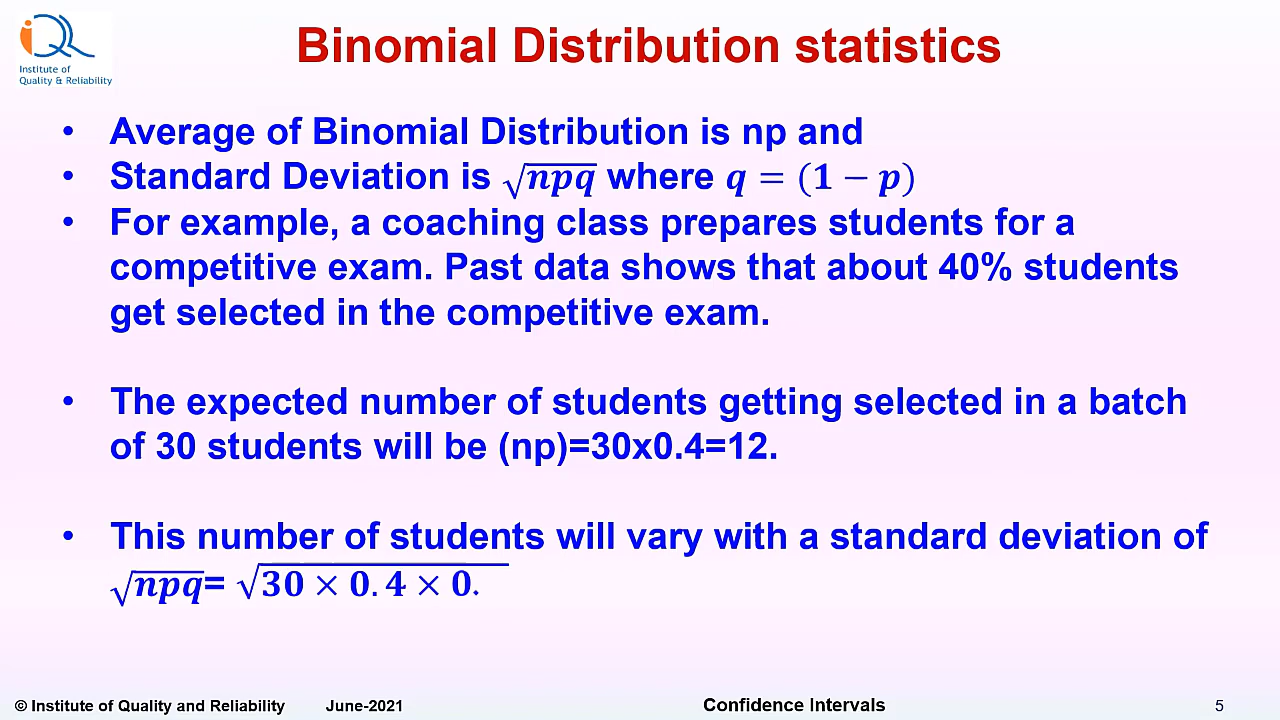 iQ
Institute of
Quality & Reliability
Binomial Distribution statistics
• Average of Binomial Distribution is np and
• Standard Deviation is √npq where q = (1 − p)
• For example, a coaching class prepares students for a
competitive exam. Past data shows that about 40% students
get selected in the competitive exam.
• The expected number of students getting selected in a batch
of 30 students will be (np)=30x0.4=12.
• This number of students will vary with a standard deviation of
√npq= √30 × 0.4 × 0.
© Institute of Quality and Reliability June-2021 Confidence Intervals 5